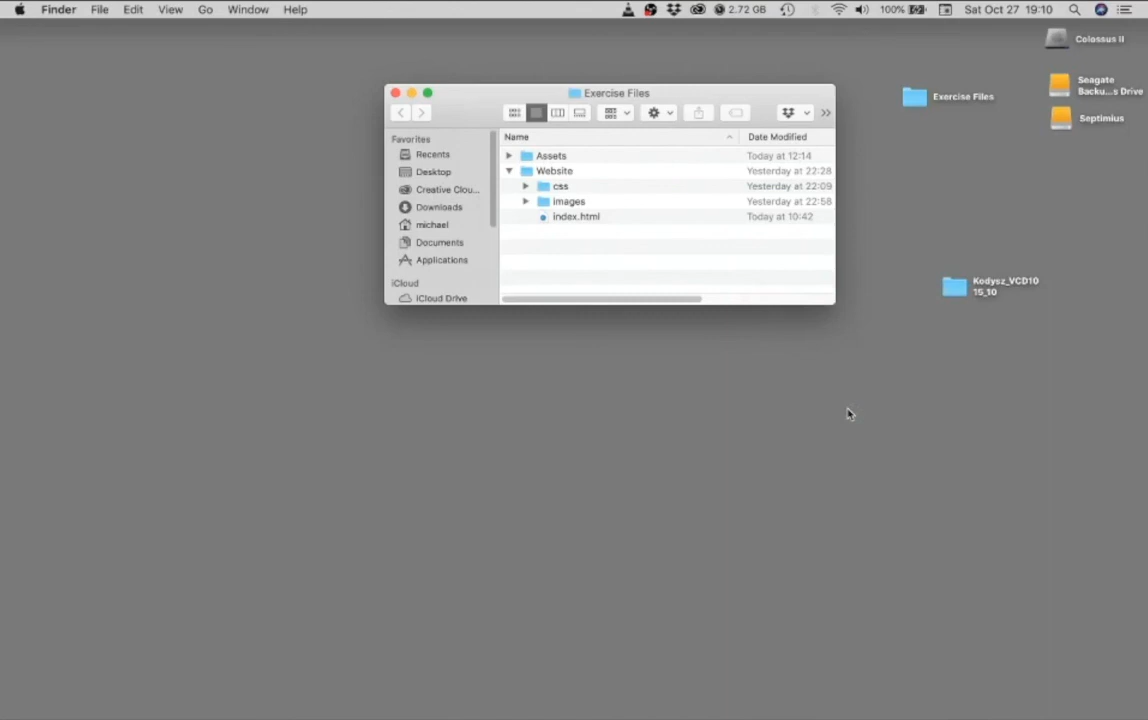 Finder File Edit View Go Window Help 2.72 GB 100% Sat Oct 27 19:10
Colossus II
Exercise Files
Seagate
Backu...s Drive
Exercise Files
Septimius
Favorites
Recents
Desktop
Creative Clou...
Downloads
michael
Documents
Applications
iCloud
iCloud Drive
Name Date Modified
Assets Today at 12:14
Website Yesterday at 22:28
css Yesterday at 22:09
images Yesterday at 22:58
index.html Today at 10:42
Kodysz_VCD10
15_10